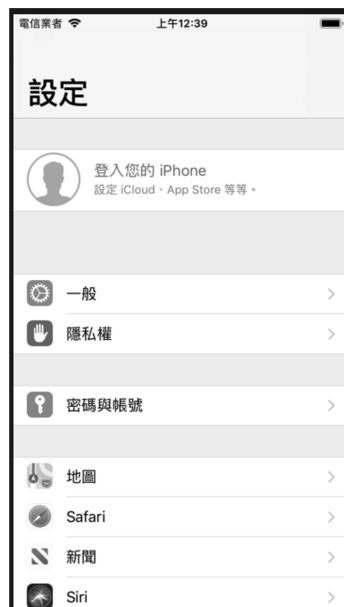 電信業者 上午12:39
設定
登入您的 iPhone
設定 iCloud、App Store 等等。
一般
隱私權
密碼與帳號
地圖
Safari
新聞
Siri